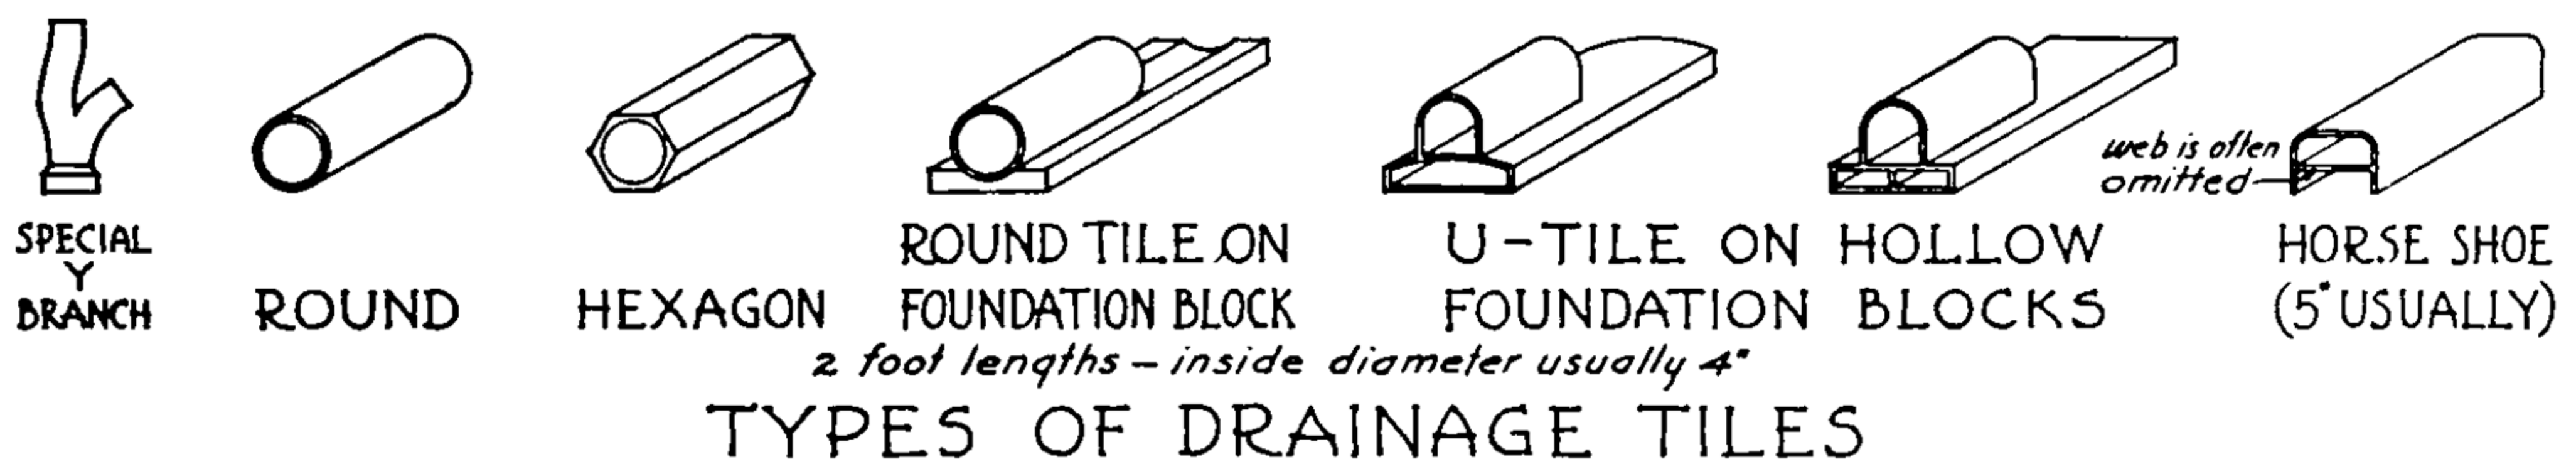 SPECIAL
Y
BRANCH
ROUND
HEXAGON
ROUND TILE ON
FOUNDATION BLOCK
U-TILE ON HOLLOW
FOUNDATION BLOCKS
web is often
omitted
HORSE SHOE
(5" USUALLY)
2 foot lengths – inside diameter usually 4"
TYPES OF DRAINAGE TILES